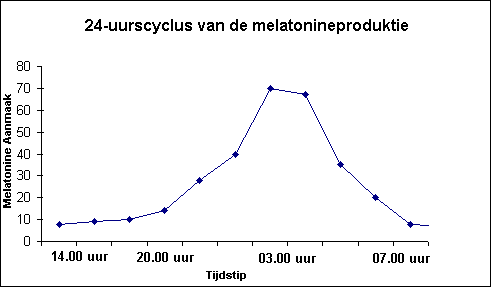 24-uurscyclus van de melatonineproduktie
Melatonine Aanmaak
80
70
60
50
40
30
20
10
0
14.00 uur 20.00 uur 03.00 uur 07.00 uur
Tijdstip